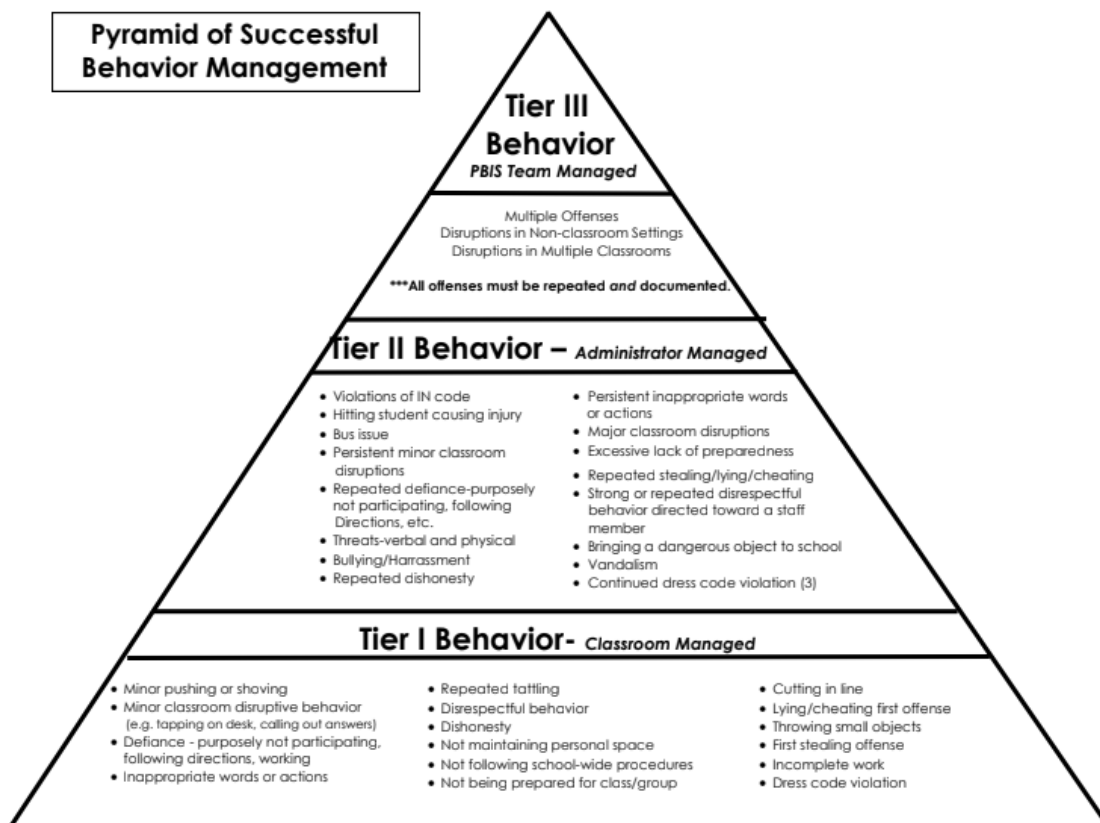 Pyramid of Successful
Behavior Management
Tier III
Behavior
PBIS Team Managed
Multiple Offenses
Disruptions in Non-classroom Settings
Disruptions in Multiple Classrooms
***All offenses must be repeated and documented.
Tier II Behavior – Administrator Managed
• Violations of IN code
• Hitting student causing injury
• Bus issue
• Persistent minor classroom
disruptions
• Repeated defiance-purposely
not participating, following
Directions, etc.
• Threats-verbal and physical
• Bullying/Harrassment
• Repeated dishonesty
• Persistent inappropriate words
or actions
• Major classroom disruptions
• Excessive lack of preparedness
• Repeated stealing/lying/cheating
• Strong or repeated disrespectful
behavior directed toward a staff
member
• Bringing a dangerous object to school
• Vandalism
• Continued dress code violation (3)
Tier I Behavior- Classroom Managed
• Minor pushing or shoving
• Minor classroom disruptive behavior
(e.g. tapping on desk, calling out answers)
• Defiance - purposely not participating,
following directions, working
• Inappropriate words or actions
• Repeated tattling
• Disrespectful behavior
• Dishonesty
• Not maintaining personal space
• Not following school-wide procedures
• Not being prepared for class/group
• Cutting in line
• Lying/cheating first offense
• Throwing small objects
• First stealing offense
• Incomplete work
• Dress code violation